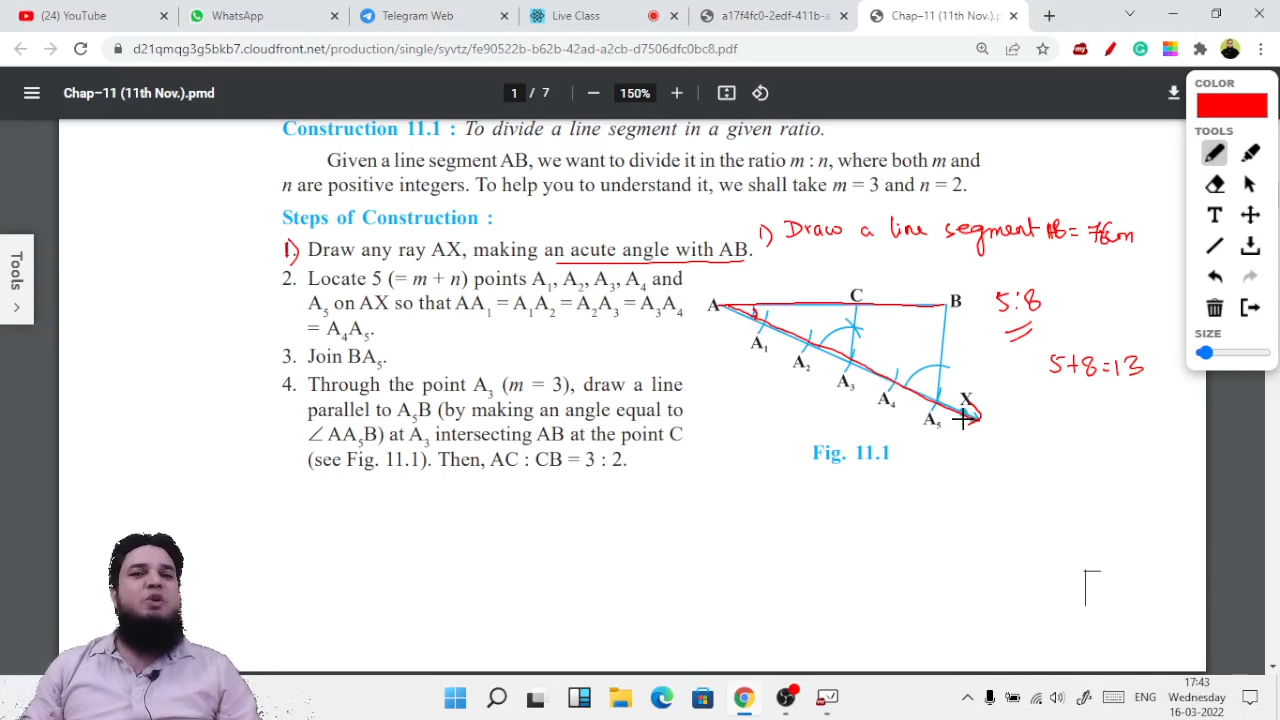 (24) YouTube
WhatsApp
Telegram Web
Live Class
a17f4fc0-2edf-411b-a
Chap-11 (11th Nov.).p
d21qmqg3g5bkb7.cloudfront.net/production/single/syvtz/fe90522b-b62b-42ad-a2cb-d7506dfc0bc8.pdf
Chap–11 (11th Nov.).pmd
1 / 7
150%
COLOR
TOOLS
SIZE
Tools
Construction 11.1 : To divide a line segment in a given ratio.
Given a line segment AB, we want to divide it in the ratio m : n, where both m and
n are positive integers. To help you to understand it, we shall take m = 3 and n = 2.
Steps of Construction :
1. Draw any ray AX, making an acute angle with AB.
2. Locate 5 (= m + n) points A₁, A₂, A₃, A₄ and
A₅ on AX so that AA₁ = A₁A₂ = A₂A₃ = A₃A₄
= A₄A₅.
3. Join BA₅.
4. Through the point A₃ (m = 3), draw a line
parallel to A₅B (by making an angle equal to
∠ AA₅B) at A₃ intersecting AB at the point C
(see Fig. 11.1). Then, AC : CB = 3 : 2.
1) Draw a line segment AB = cm
A
C
B
A₁
A₂
A₃
A₄
A₅
X
Fig. 11.1
5:8
5+8=13
ENG
17:43
Wednesday
16-03-2022